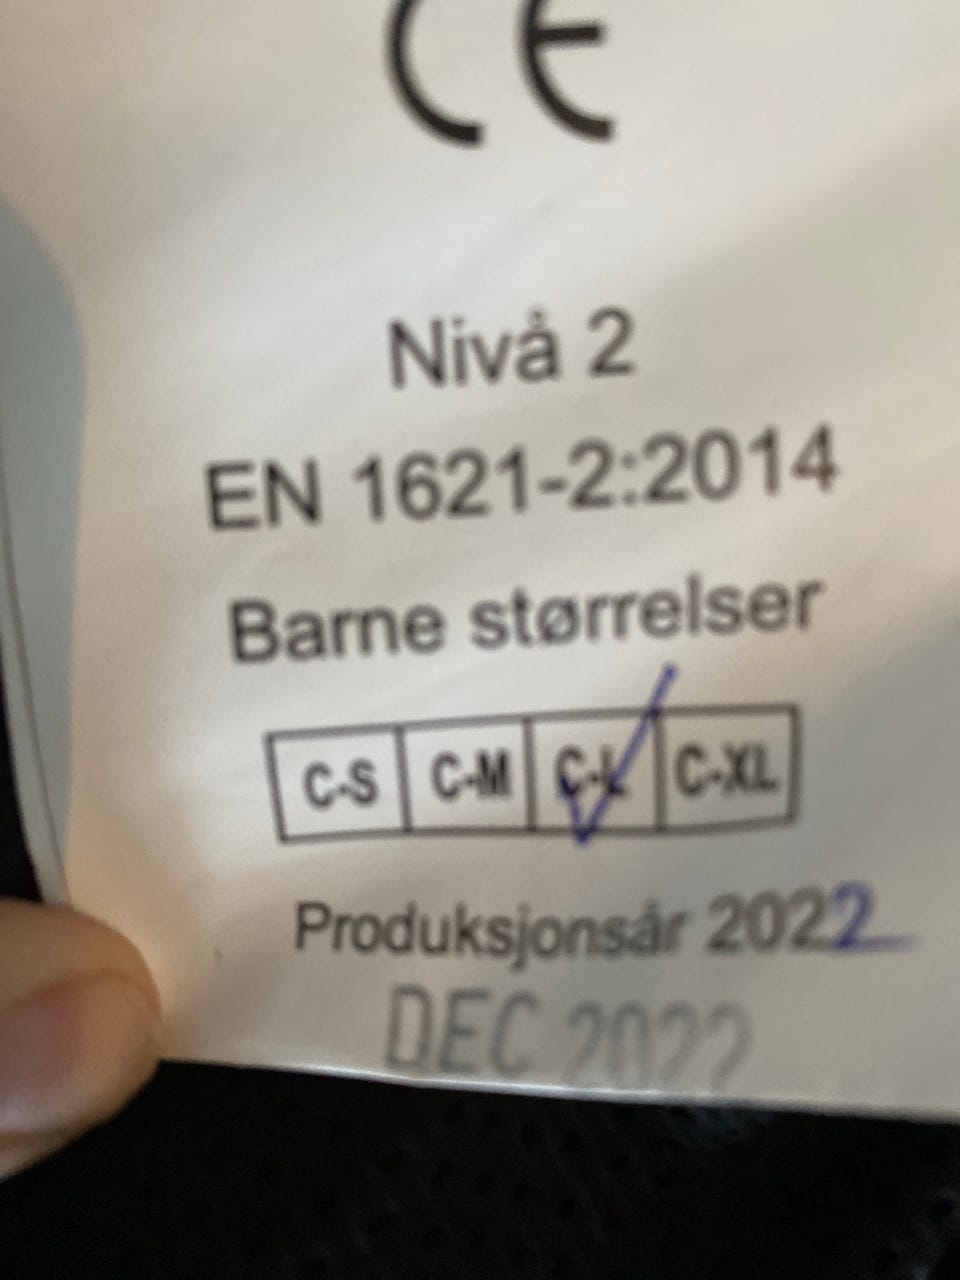 CE
Nivå 2
EN 1621-2:2014
Barne størrelser
C-S C-M C-L C-XL
Produksjonsår 2022
DEC 2022